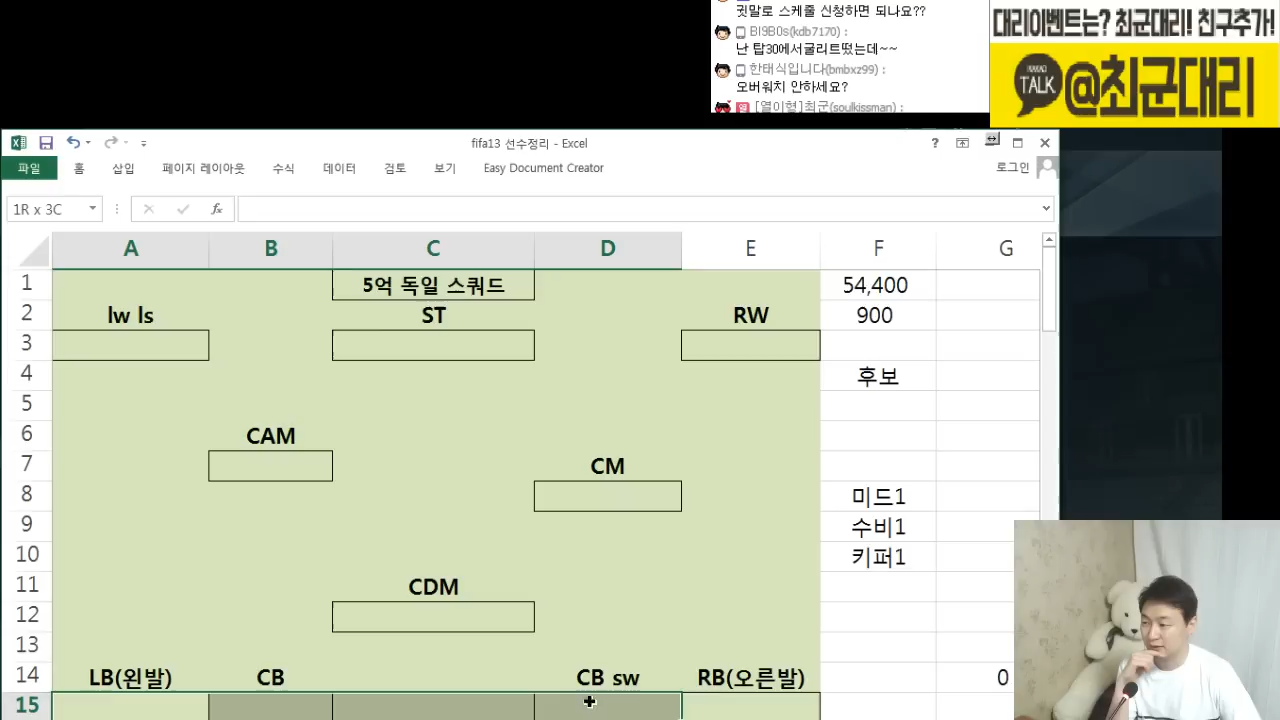 귓말로 스케줄 신청하면 되나요??
BI9B0s(kdb7170) :
난 탑30에서굴리트떴는데~~
한태식입니다(bmbxz99) :
오버워치 안하세요?
열 [열이형]최군(soulkissman) :
대리이벤트는? 최군대리! 친구추가!
KAKAO
TALK
@최군대리
fifa13 선수정리 - Excel
?
파일 홈 삽입 페이지 레이아웃 수식 데이터 검토 보기 Easy Document Creator 로그인
1R x 3C fx
A B C D E F G
1 5억 독일 스쿼드 54,400
2 lw ls ST RW 900
3
4 후보
5
6 CAM
7 CM
8 미드1
9 수비1
10 키퍼1
11 CDM
12
13
14 LB(왼발) CB CB sw RB(오른발) 0
15